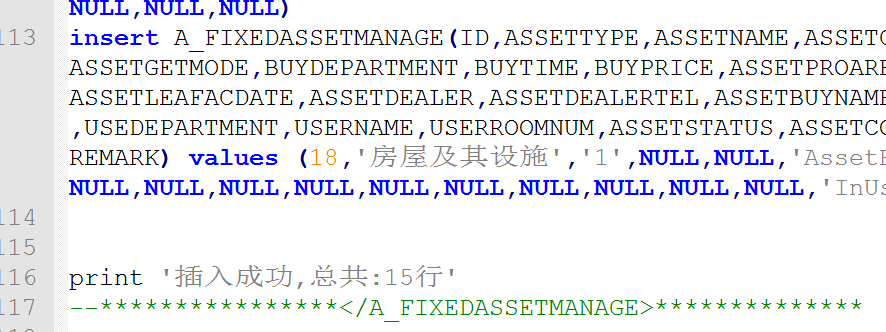 NULL,NULL,NULL)
113 insert A_FIXEDASSETMANAGE(ID,ASSETTYPE,ASSETNAME,
ASSETGETMODE,BUYDEPARTMENT,BUYTIME,BUYPRICE,
ASSETLEAFACDATE,ASSETDEALER,ASSETDEALERTEL,
,USEDEPARTMENT,USERNAME,USERROOMNUM,ASSETSTATUS,
REMARK) values (18,'房屋及其设施','1',NULL,NULL,
NULL,NULL,NULL,NULL,NULL,NULL,NULL,NULL,NULL,NULL,
114
115
116 print '插入成功,总共:15行'
117 --****************</A_FIXEDASSETMANAGE>**************